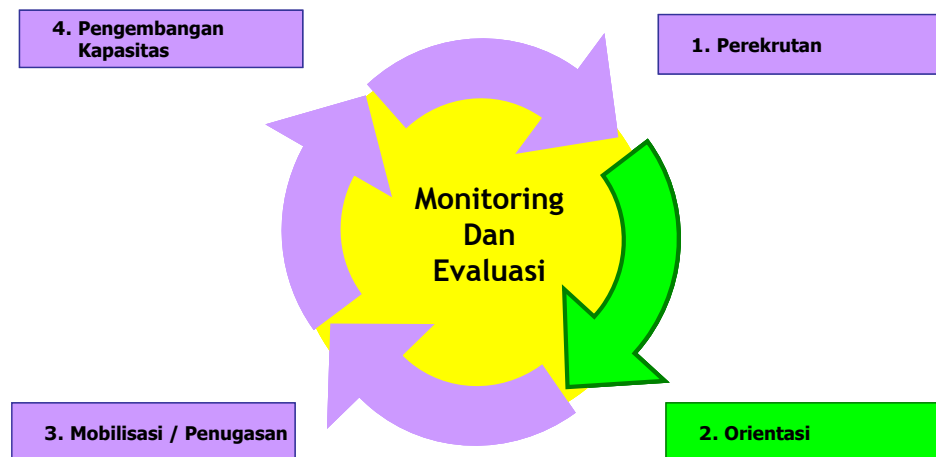 4. Pengembangan
Kapasitas
1. Perekrutan
Monitoring
Dan
Evaluasi
3. Mobilisasi / Penugasan
2. Orientasi